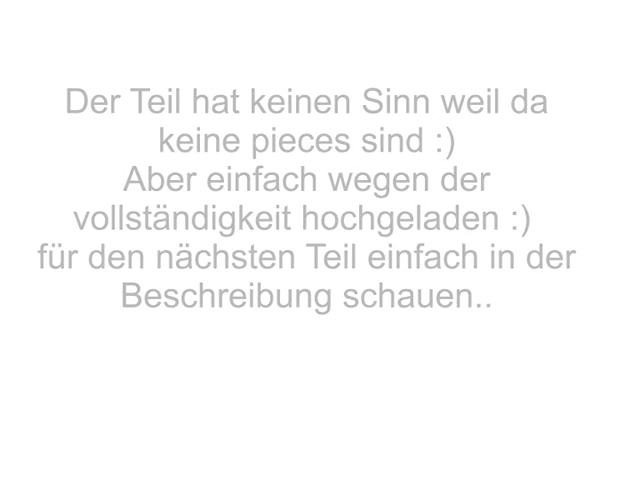 Der Teil hat keinen Sinn weil da
keine pieces sind :)
Aber einfach wegen der
vollständigkeit hochgeladen :)
für den nächsten Teil einfach in der
Beschreibung schauen..